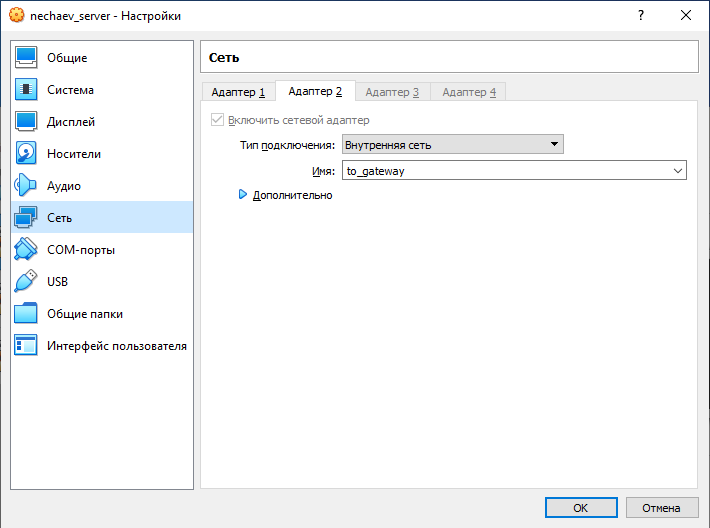 nechaev_server - Настройки
?
Общие
Система
Дисплей
Носители
Аудио
Сеть
COM-порты
USB
Общие папки
Интерфейс пользователя
Сеть
Адаптер 1 Адаптер 2 Адаптер 3 Адаптер 4
Включить сетевой адаптер
Тип подключения: Внутренняя сеть
Имя: to_gateway
Дополнительно
OK Отмена